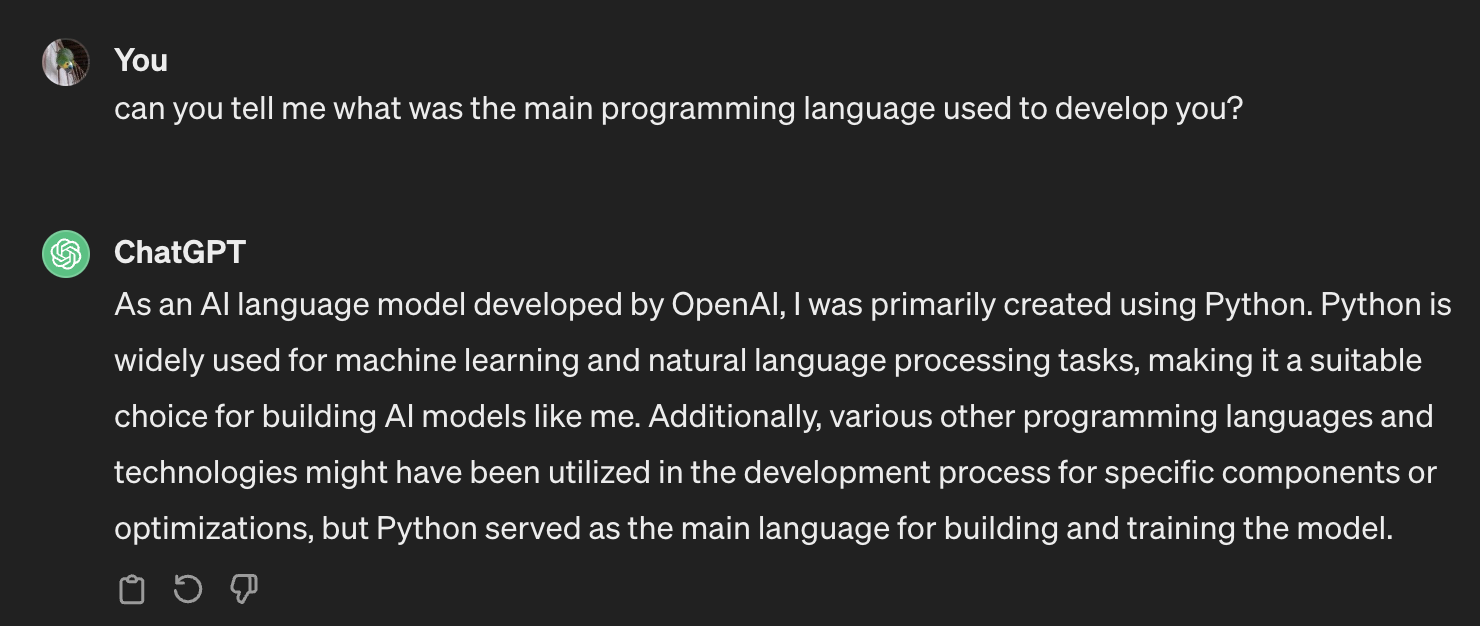 You
can you tell me what was the main programming language used to develop you?
ChatGPT
As an AI language model developed by OpenAI, I was primarily created using Python. Python is
widely used for machine learning and natural language processing tasks, making it a suitable
choice for building AI models like me. Additionally, various other programming languages and
technologies might have been utilized in the development process for specific components or
optimizations, but Python served as the main language for building and training the model.